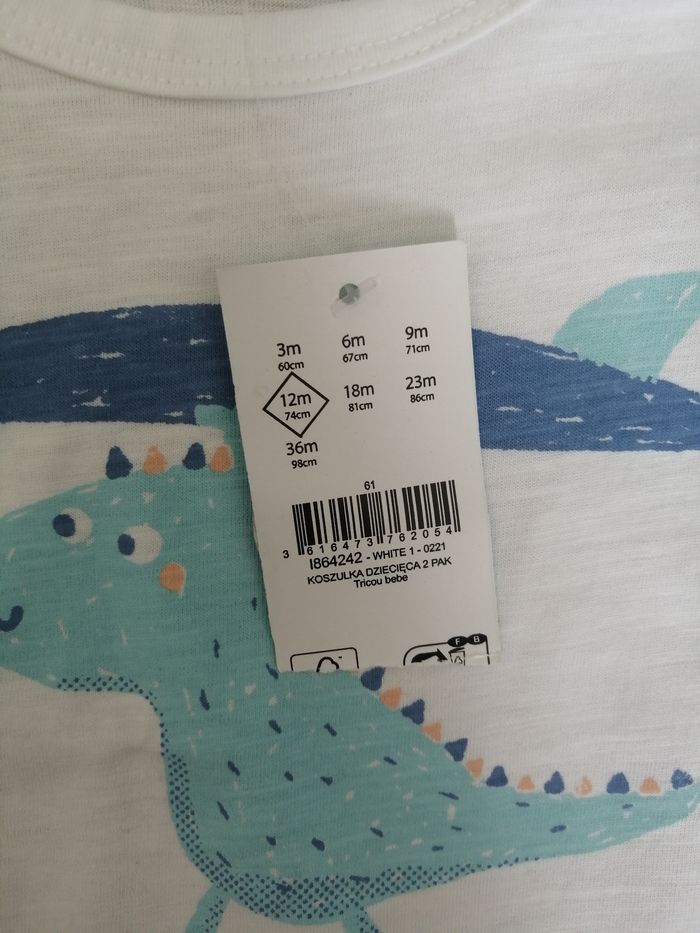 3m 6m 9m
60cm 67cm 71cm
12m 18m 23m
74cm 81cm 86cm
36m
98cm
61
3 616473 762054
I864242 - WHITE 1 - 0221
KOSZULKA DZIECIĘCA 2 PAK
Tricou bebe
F B